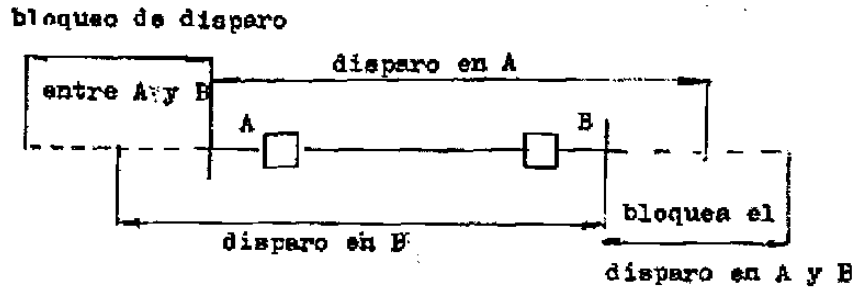 bloqueo de disparo
disparo en A
entre A y B
A
B
bloquea el
disparo en B
disparo en A y B